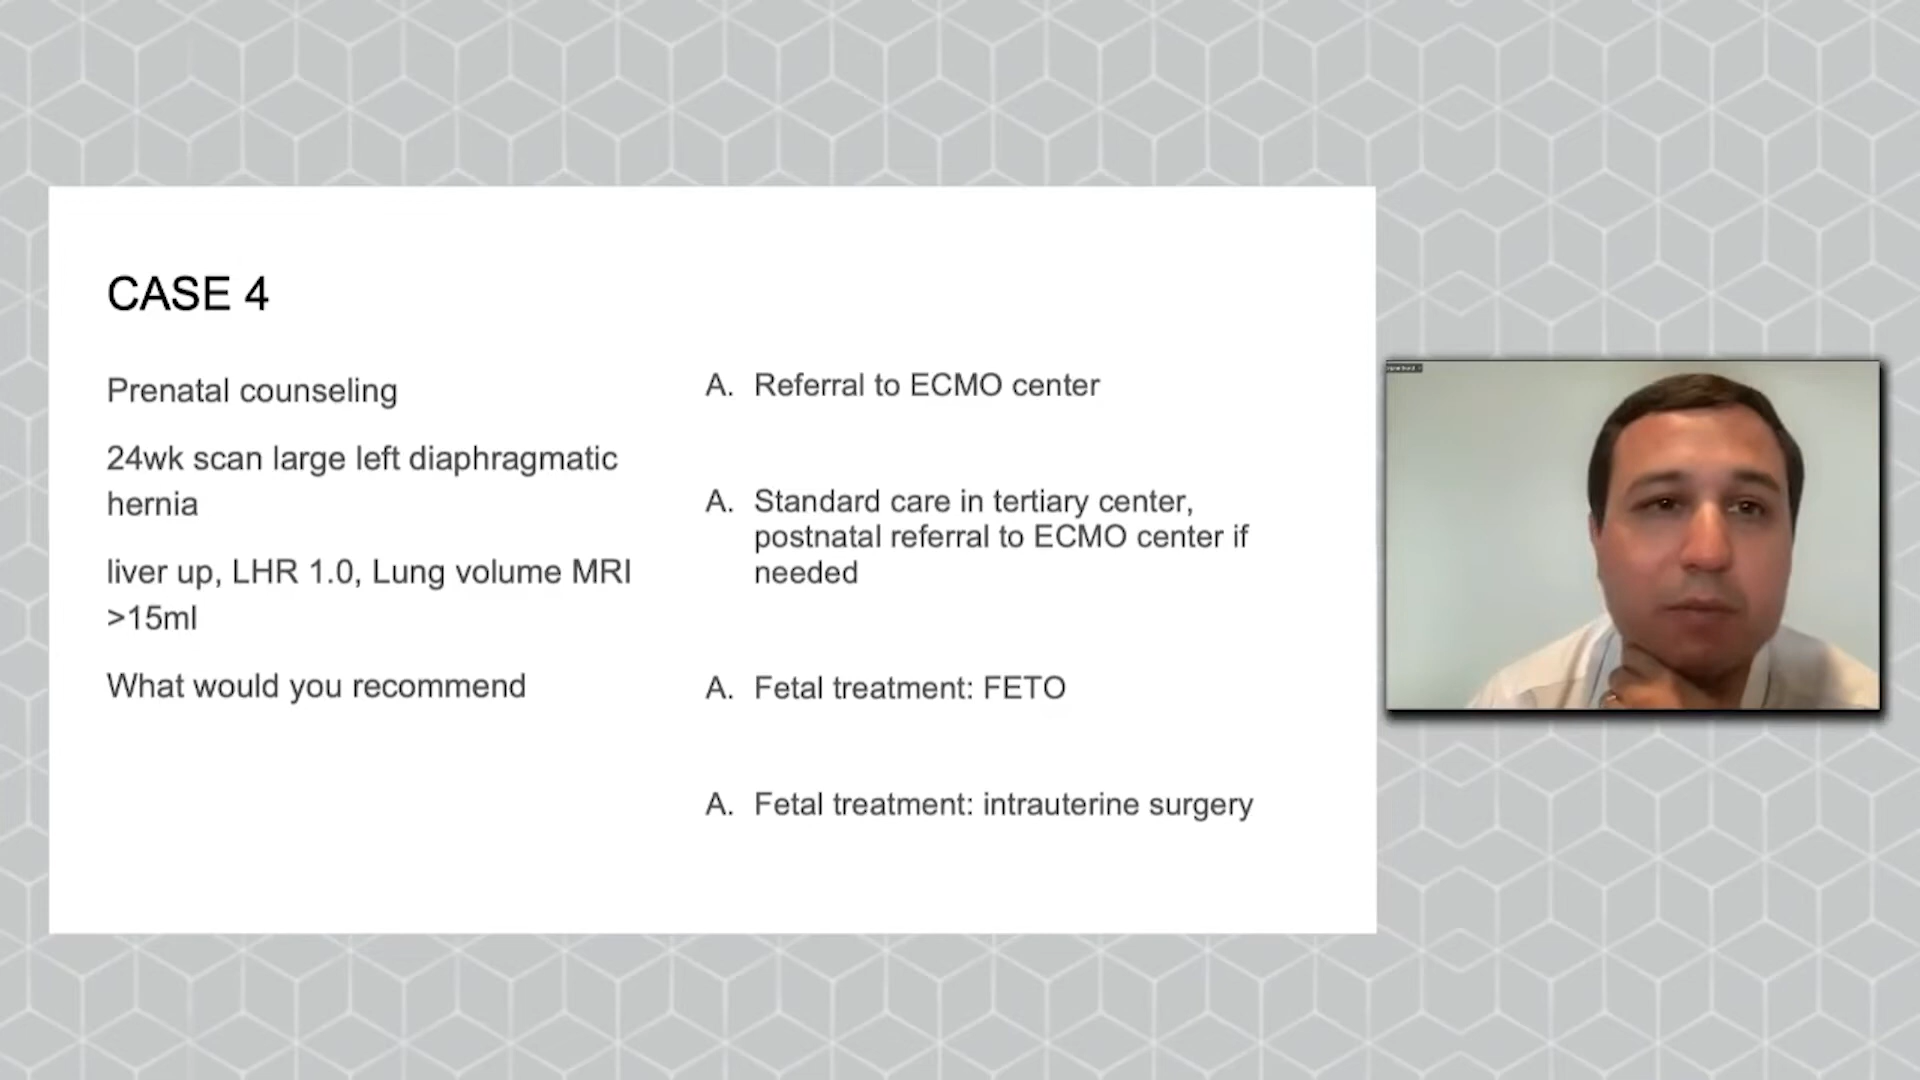 CASE 4
Prenatal counseling
24wk scan large left diaphragmatic
hernia
liver up, LHR 1.0, Lung volume MRI
>15ml
What would you recommend
A. Referral to ECMO center
A. Standard care in tertiary center,
postnatal referral to ECMO center if
needed
A. Fetal treatment: FETO
A. Fetal treatment: intrauterine surgery